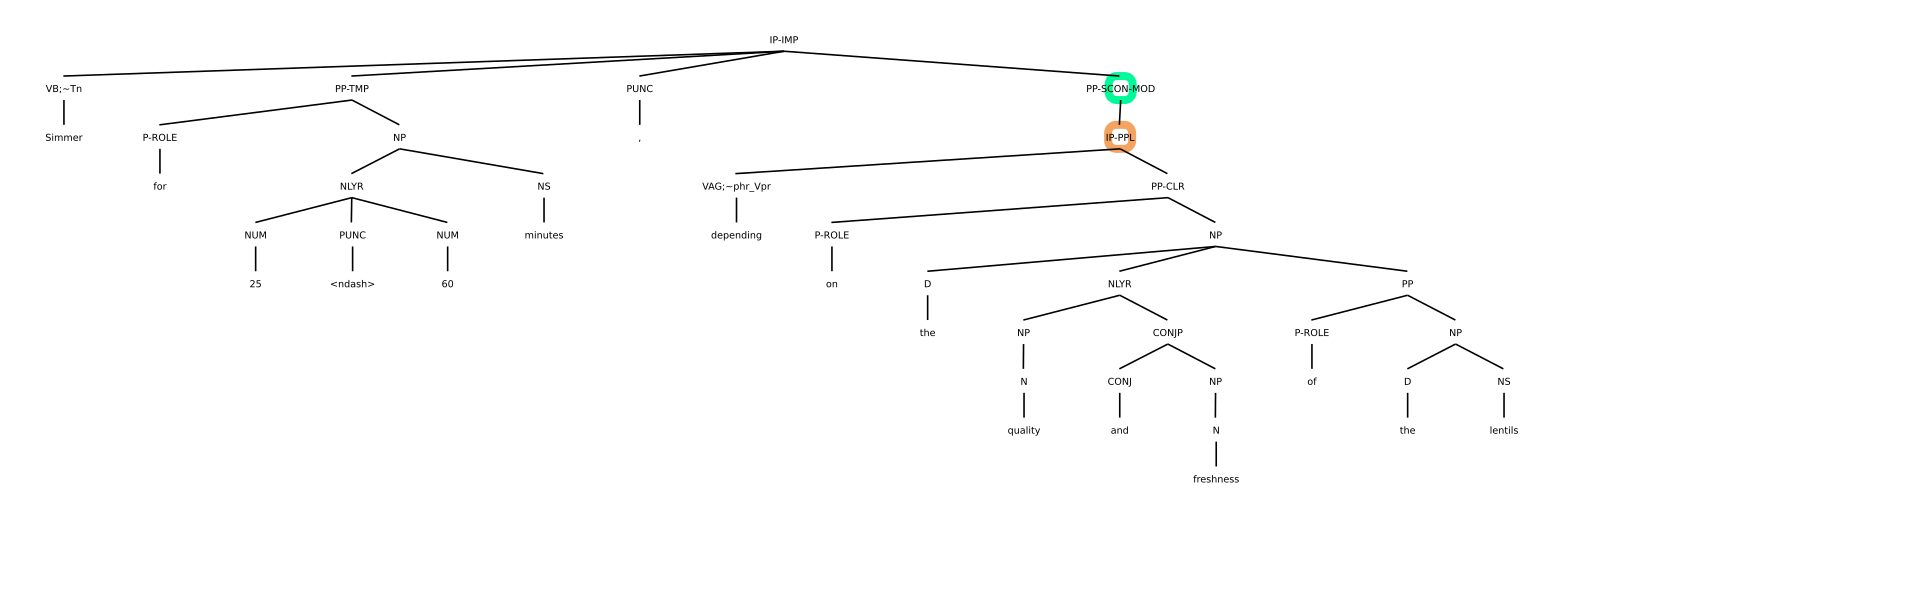 IP-IMP
VB;~Tn PP-TMP PUNC PP-SCON-MOD
Simmer P-ROLE NP , IP-PPL
for NLYR NS VAG;~phr_Vpr PP-CLR
NUM PUNC NUM minutes depending P-ROLE NP
25 <ndash> 60 on D NLYR PP
the NP CONJP P-ROLE NP
N CONJ NP of D NS
quality and N the lentils
freshness